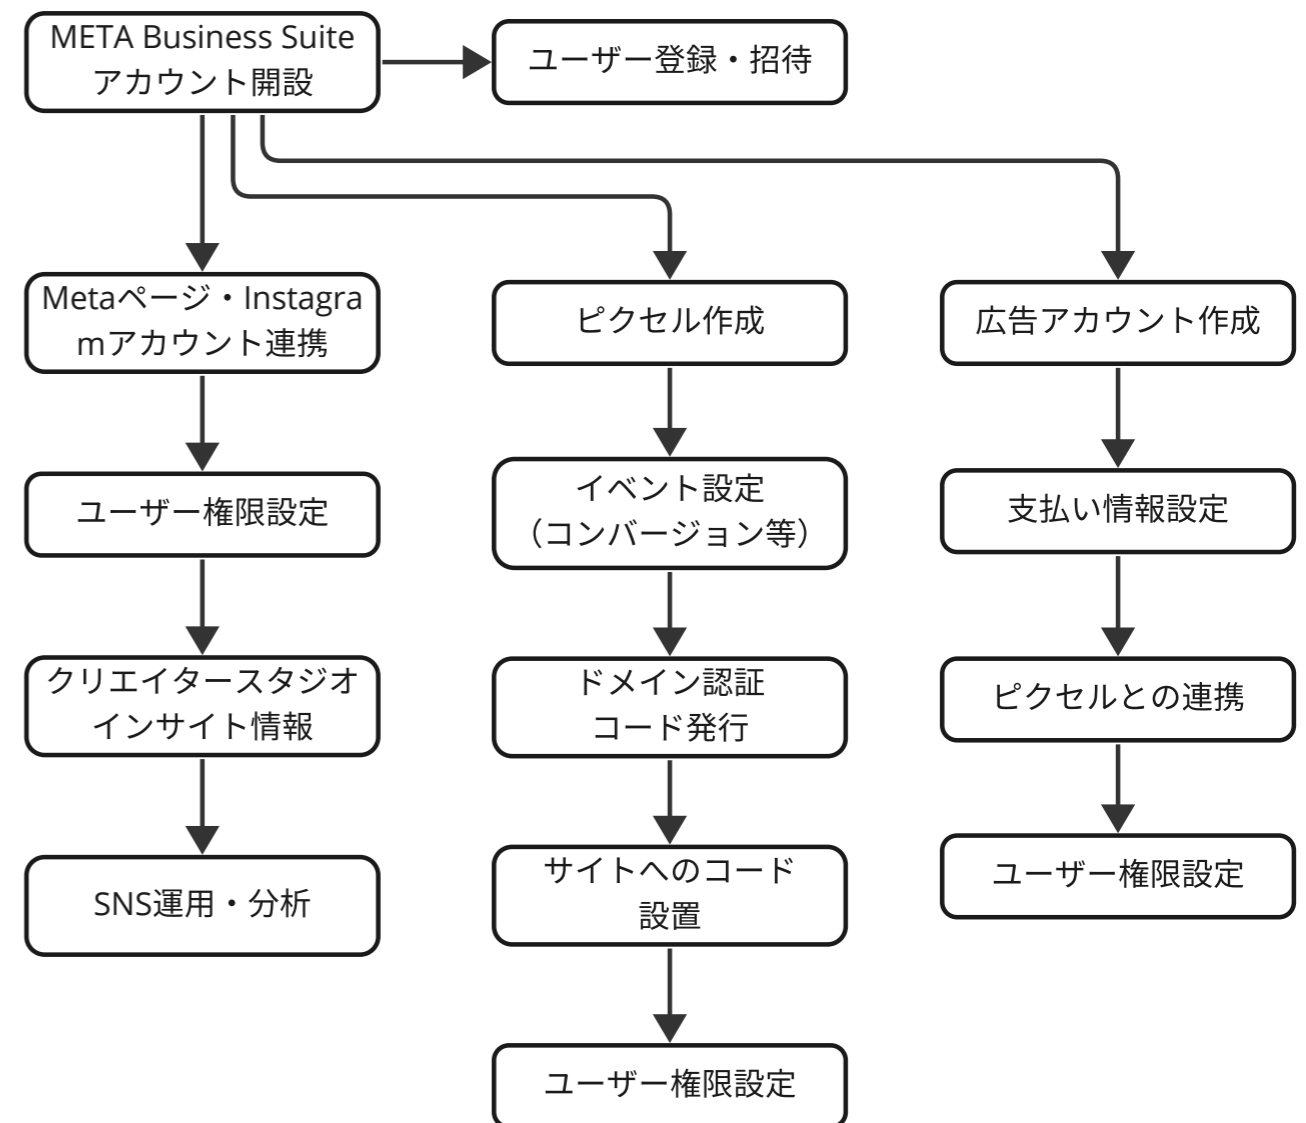 META Business Suite
アカウント開設
ユーザー登録・招待
Metaページ・Instagra
mアカウント連携
ユーザー権限設定
クリエイタースタジオ
インサイト情報
SNS運用・分析
ピクセル作成
イベント設定
（コンバージョン等）
ドメイン認証
コード発行
サイトへのコード
設置
ユーザー権限設定
広告アカウント作成
支払い情報設定
ピクセルとの連携
ユーザー権限設定